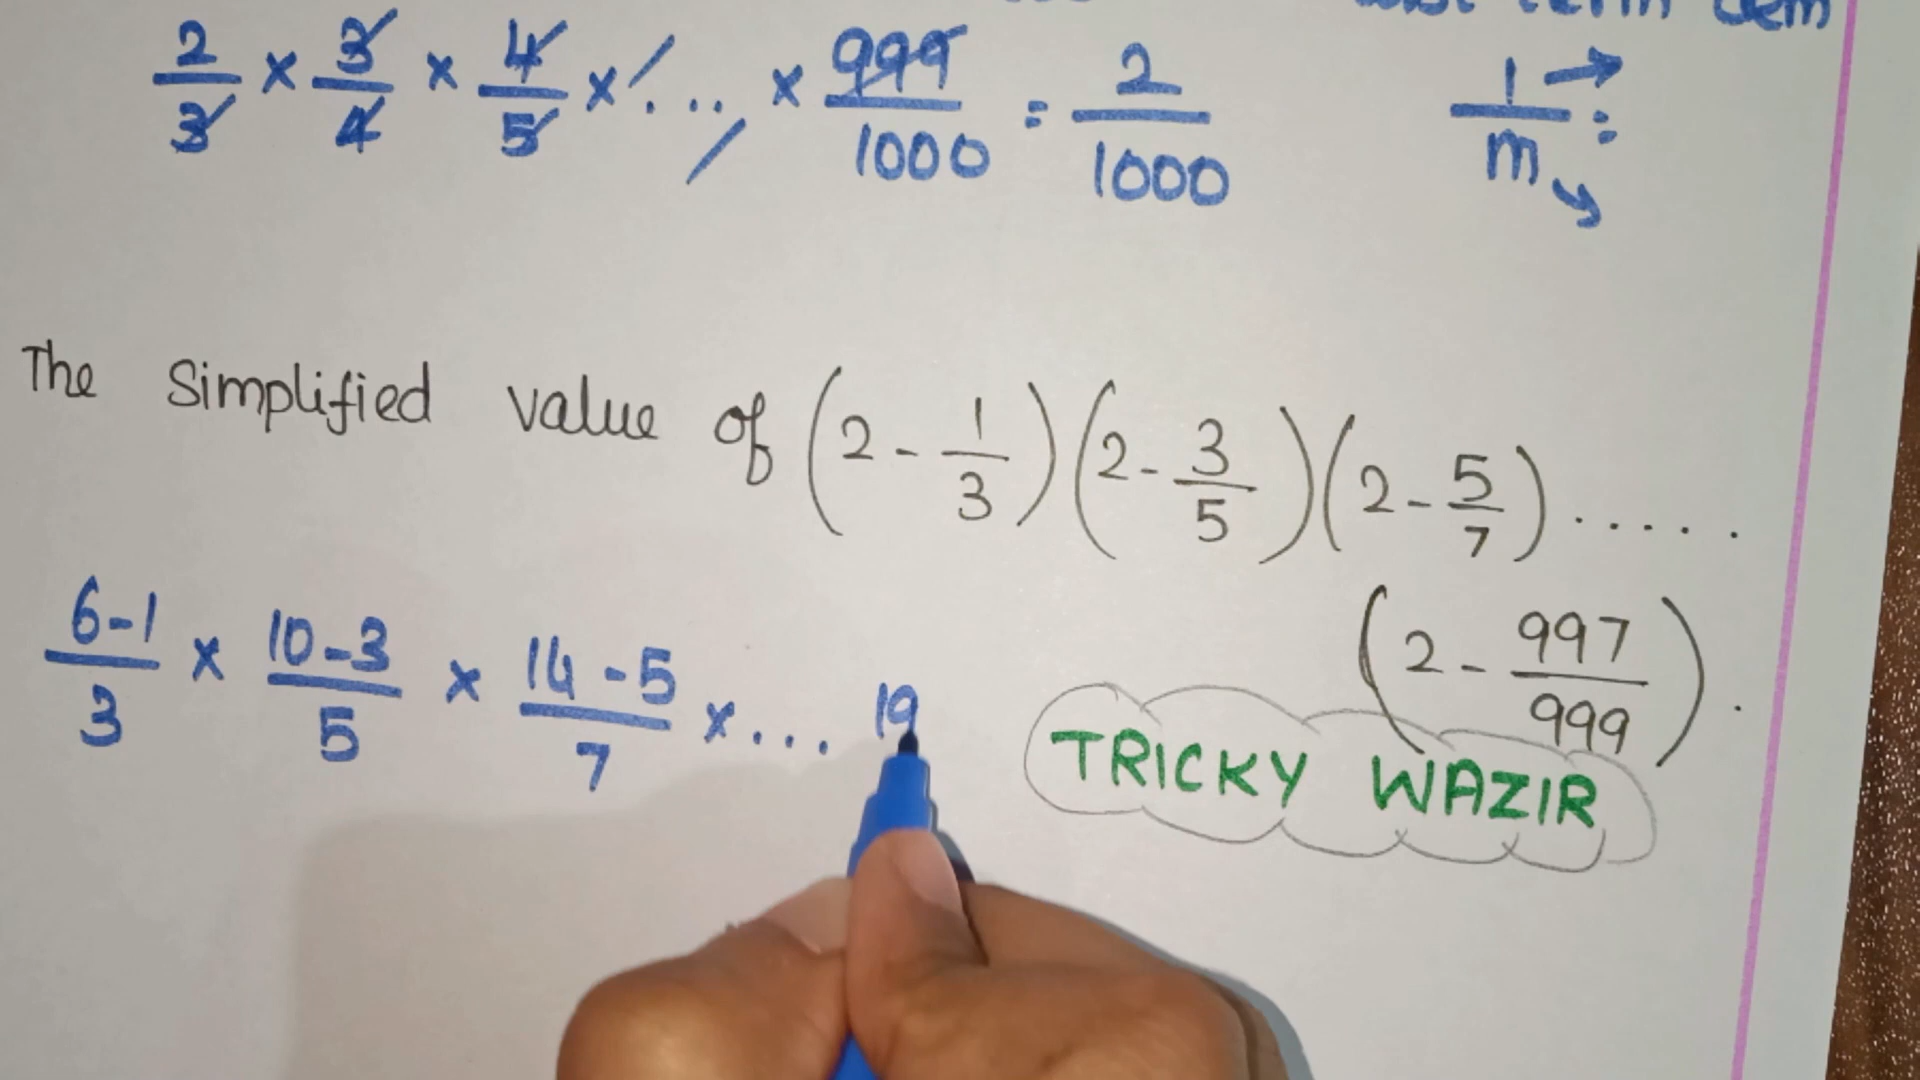 term
2/3 × 3/4 × 4/5 × ... × 999/1000 = 2/1000
1/m
The Simplified value of (2 - 1/3)(2 - 3/5)(2 - 5/7).....
(2 - 997/999).
6-1/3 × 10-3/5 × 14-5/7 × ... 19
TRICKY WAZIR